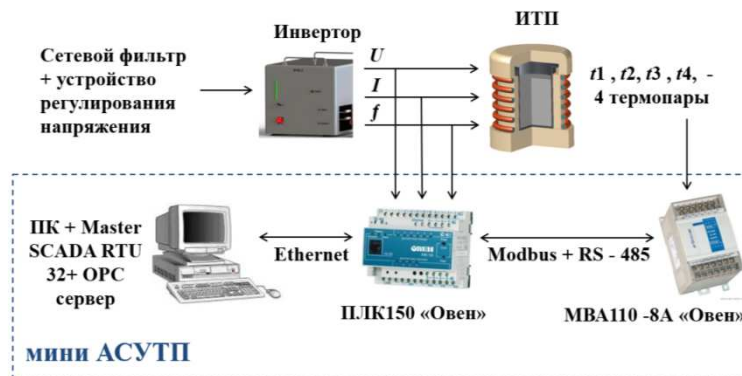 Инвертор
ИТП
Сетевой фильтр
+ устройство
регулирования
напряжения
U
I
f
t1 , t2, t3 , t4, -
4 термопары
ПК + Master
SCADA RTU
32+ OPC
сервер
Ethernet
Modbus + RS - 485
ПЛК150 «Овен»
МВА110 -8А «Овен»
мини АСУТП